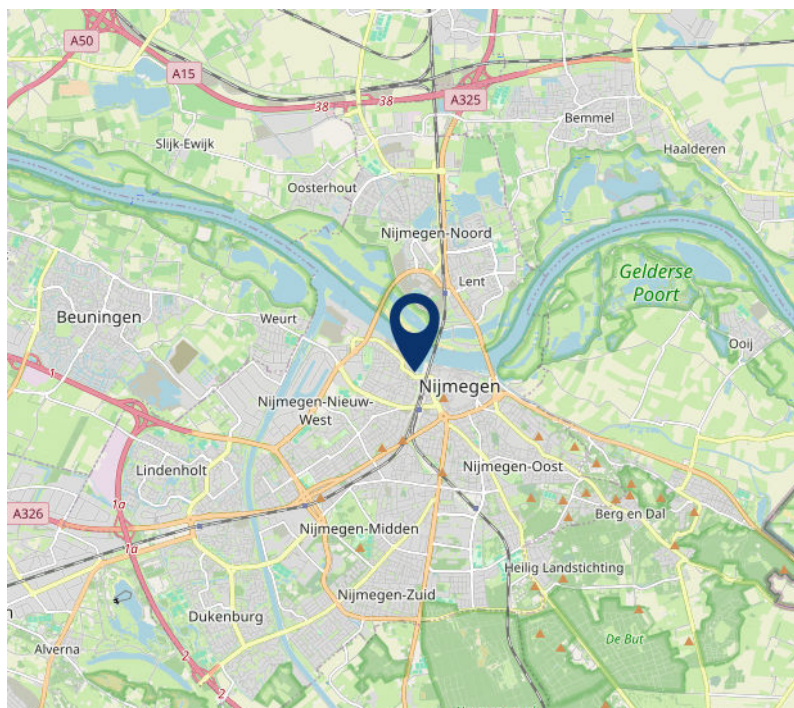 A50
A15
38
38
A325
Bemmel
Slijk-Ewijk
Haalderen
Oosterhout
Nijmegen-Noord
Gelderse
Poort
Lent
Beuningen
Weurt
Ooij
1
Nijmegen
Nijmegen-Nieuw-
West
Lindenholt
Nijmegen-Oost
1a
A326
Berg en Dal
1a
Nijmegen-Midden
Heilig Landstichting
Nijmegen-Zuid
Dukenburg
De But
Alverna
2
2